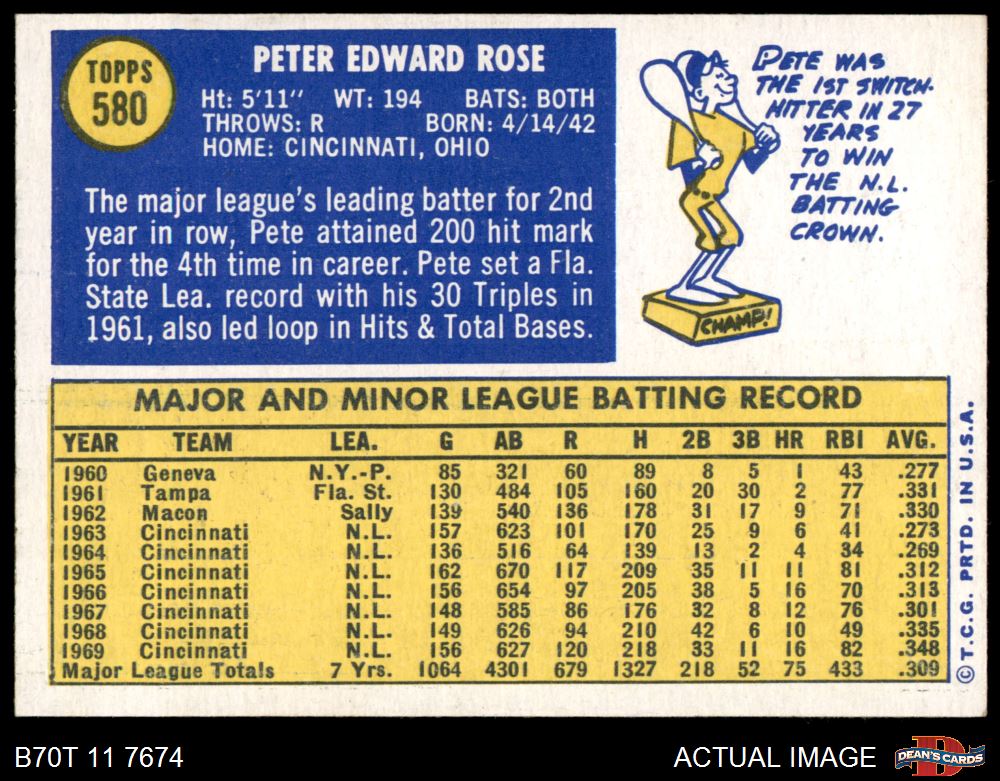 TOPPS
580
PETER EDWARD ROSE
Ht: 5'11" WT: 194 BATS: BOTH
THROWS: R BORN: 4/14/42
HOME: CINCINNATI, OHIO
The major league's leading batter for 2nd
year in row, Pete attained 200 hit mark
for the 4th time in career. Pete set a Fla.
State Lea. record with his 30 Triples in
1961, also led loop in Hits & Total Bases.
PETE WAS
THE 1ST SWITCH-
HITTER IN 27
YEARS
TO WIN
THE N.L.
BATTING
CROWN.
CHAMP!
MAJOR AND MINOR LEAGUE BATTING RECORD
YEAR TEAM LEA. G AB R H 2B 3B HR RBI AVG.
1960 Geneva N.Y.-P. 85 321 60 89 8 5 1 43 .277
1961 Tampa Fla. St. 130 484 105 160 20 30 2 77 .331
1962 Macon Sally 139 540 136 178 31 17 9 71 .330
1963 Cincinnati N.L. 157 623 101 170 25 9 6 41 .273
1964 Cincinnati N.L. 136 516 64 139 13 2 4 34 .269
1965 Cincinnati N.L. 162 670 117 209 35 11 11 81 .312
1966 Cincinnati N.L. 156 654 97 205 38 5 16 70 .313
1967 Cincinnati N.L. 148 585 86 176 32 8 12 76 .301
1968 Cincinnati N.L. 149 626 94 210 42 6 10 49 .335
1969 Cincinnati N.L. 156 627 120 218 33 11 16 82 .348
Major League Totals 7 Yrs. 1064 4301 679 1327 218 52 75 433 .309
© T.C.G. PRTD. IN U.S.A.
B70T 11 7674
ACTUAL IMAGE
D
DEAN'S CARDS